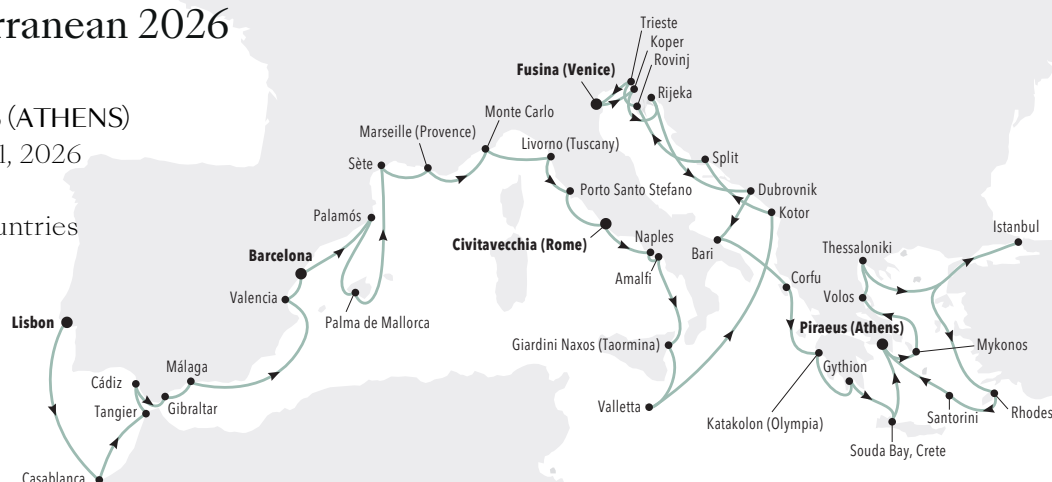 rranean 2026
(ATHENS)
, 2026
untries
Trieste
Koper
Rovinj
Fusina (Venice)
Rijeka
Monte Carlo
Marseille (Provence)
Livorno (Tuscany)
Sète
Split
Porto Santo Stefano
Dubrovnik
Palamós
Kotor
Istanbul
Civitavecchia (Rome)
Naples
Thessaloniki
Barcelona
Bari
Amalfi
Corfu
Valencia
Volos
Lisbon
Palma de Mallorca
Piraeus (Athens)
Giardini Naxos (Taormina)
Mykonos
Málaga
Gythion
Cádiz
Gibraltar
Tangier
Valletta
Santorini
Rhodes
Katakolon (Olympia)
Souda Bay, Crete
Casablanca